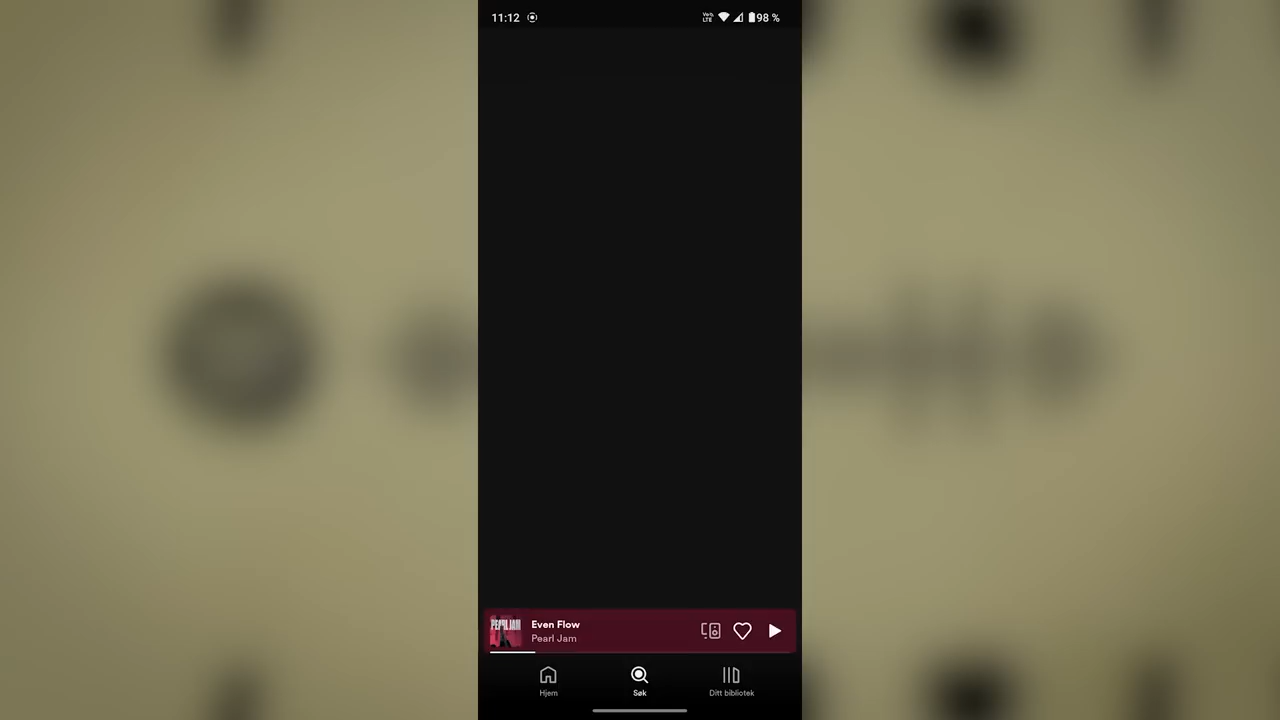 11:12
98 %
PEARL JAM
Even Flow
Pearl Jam
Hjem
Søk
Ditt bibliotek